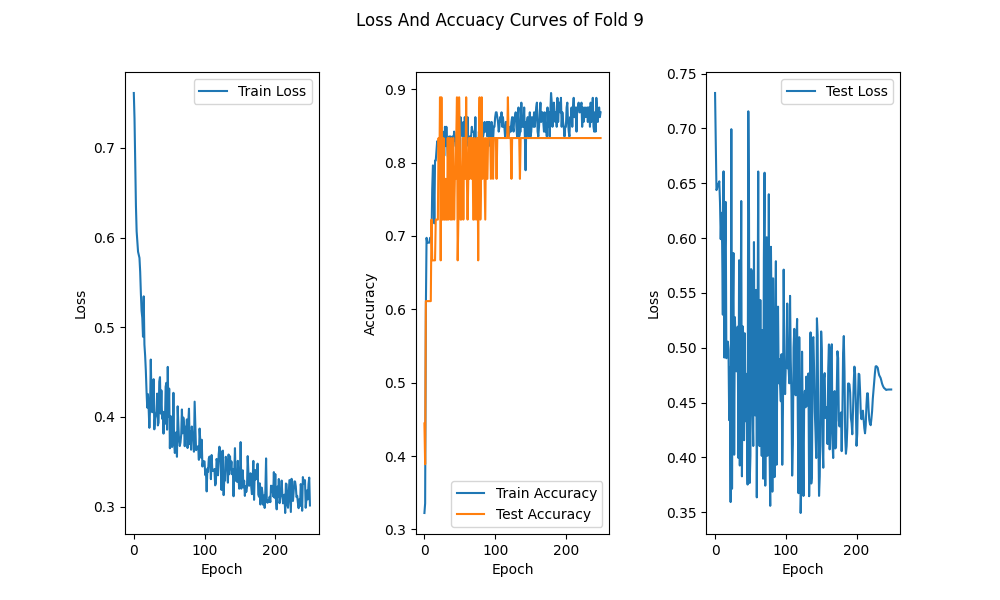 Loss And Accuacy Curves of Fold 9
Train Loss
0.7
0.6
0.5
0.4
0.3
Loss
0 100 200
Epoch
0.9
0.8
0.7
0.6
0.5
0.4
0.3
Accuracy
Train Accuracy
Test Accuracy
0 100 200
Epoch
Test Loss
0.75
0.70
0.65
0.60
0.55
0.50
0.45
0.40
0.35
Loss
0 100 200
Epoch